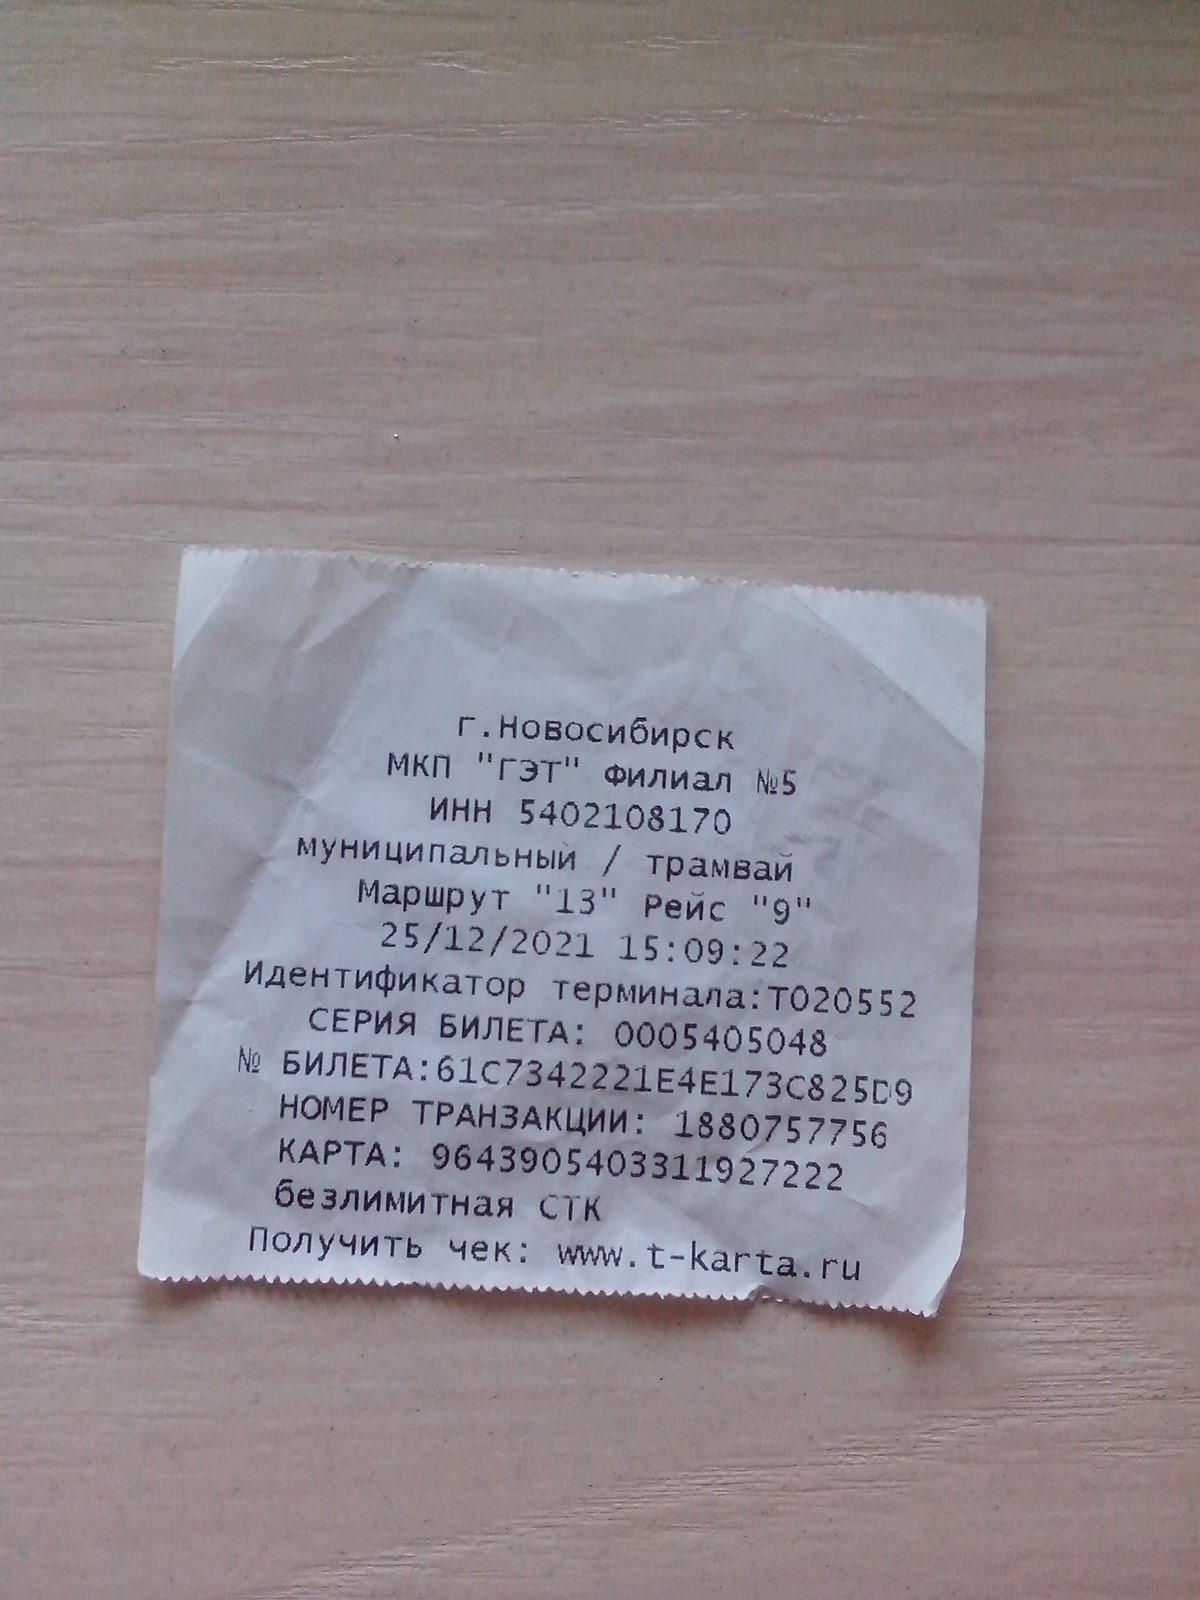 г.Новосибирск
МКП "ГЭТ" Филиал №5
ИНН 5402108170
муниципальный / трамвай
Маршрут "13" Рейс "9"
25/12/2021 15:09:22
Идентификатор терминала:T020552
СЕРИЯ БИЛЕТА: 0005405048
№ БИЛЕТА:61C7342221E4E173C825D9
НОМЕР ТРАНЗАКЦИИ: 1880757756
КАРТА: 9643905403311927222
безлимитная СТК
Получить чек: www.t-karta.ru